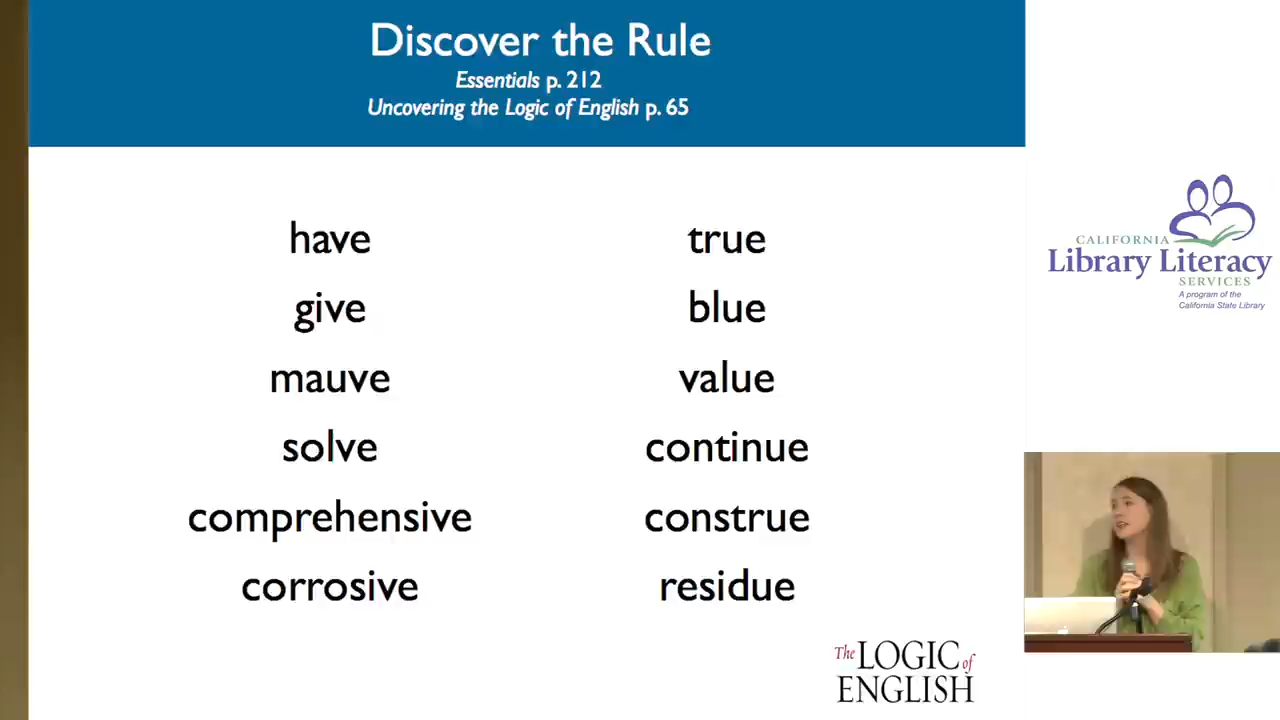 Discover the Rule
Essentials p. 212
Uncovering the Logic of English p. 65
have
give
mauve
solve
comprehensive
corrosive
true
blue
value
continue
construe
residue
The LOGIC of
ENGLISH
CALIFORNIA
Library Literacy
SERVICES
A program of the
California State Library